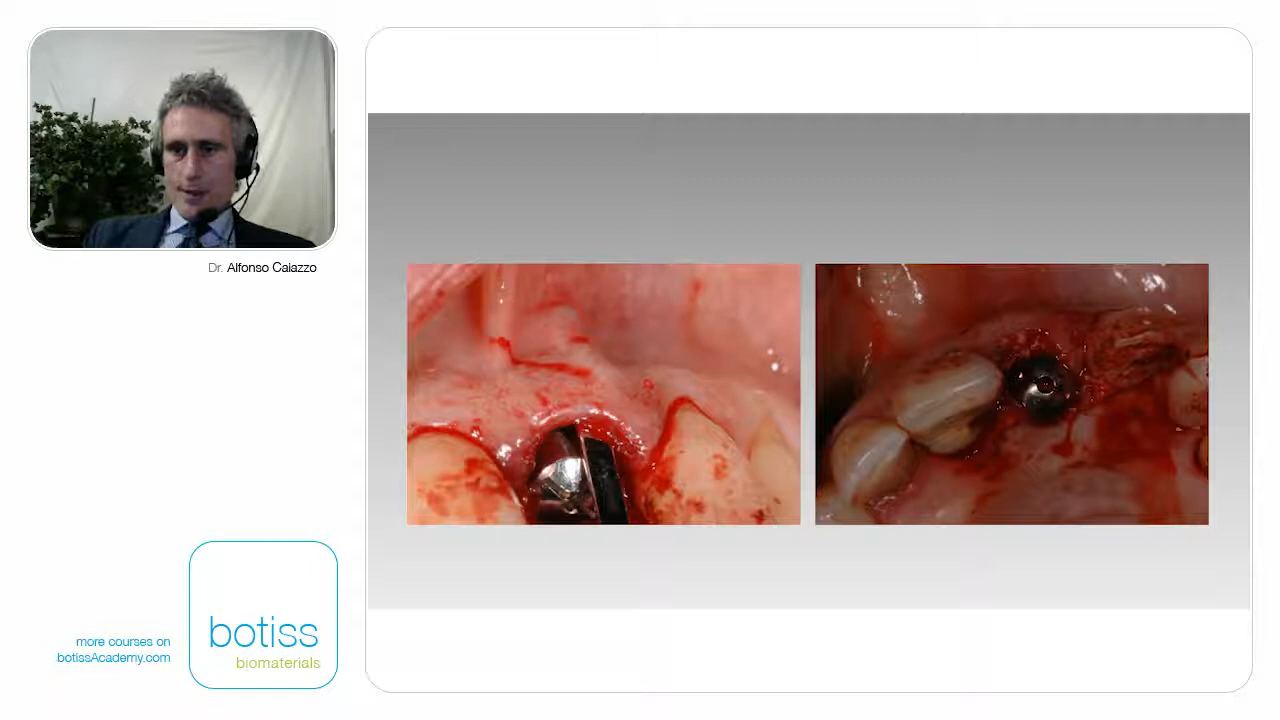 Dr. Alfonso Caiazzo
more courses on
botissAcademy.com
botiss
biomaterials